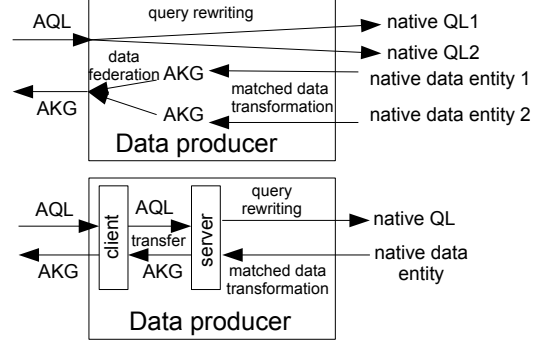 query rewriting
AQL
native QL1
native QL2
data
federation
AKG
native data entity 1
AKG
matched data
transformation
AKG
native data entity 2
Data producer
AQL
client
AQL
server
query
rewriting
native QL
transfer
AKG
AKG
matched data
transformation
native data
entity
Data producer